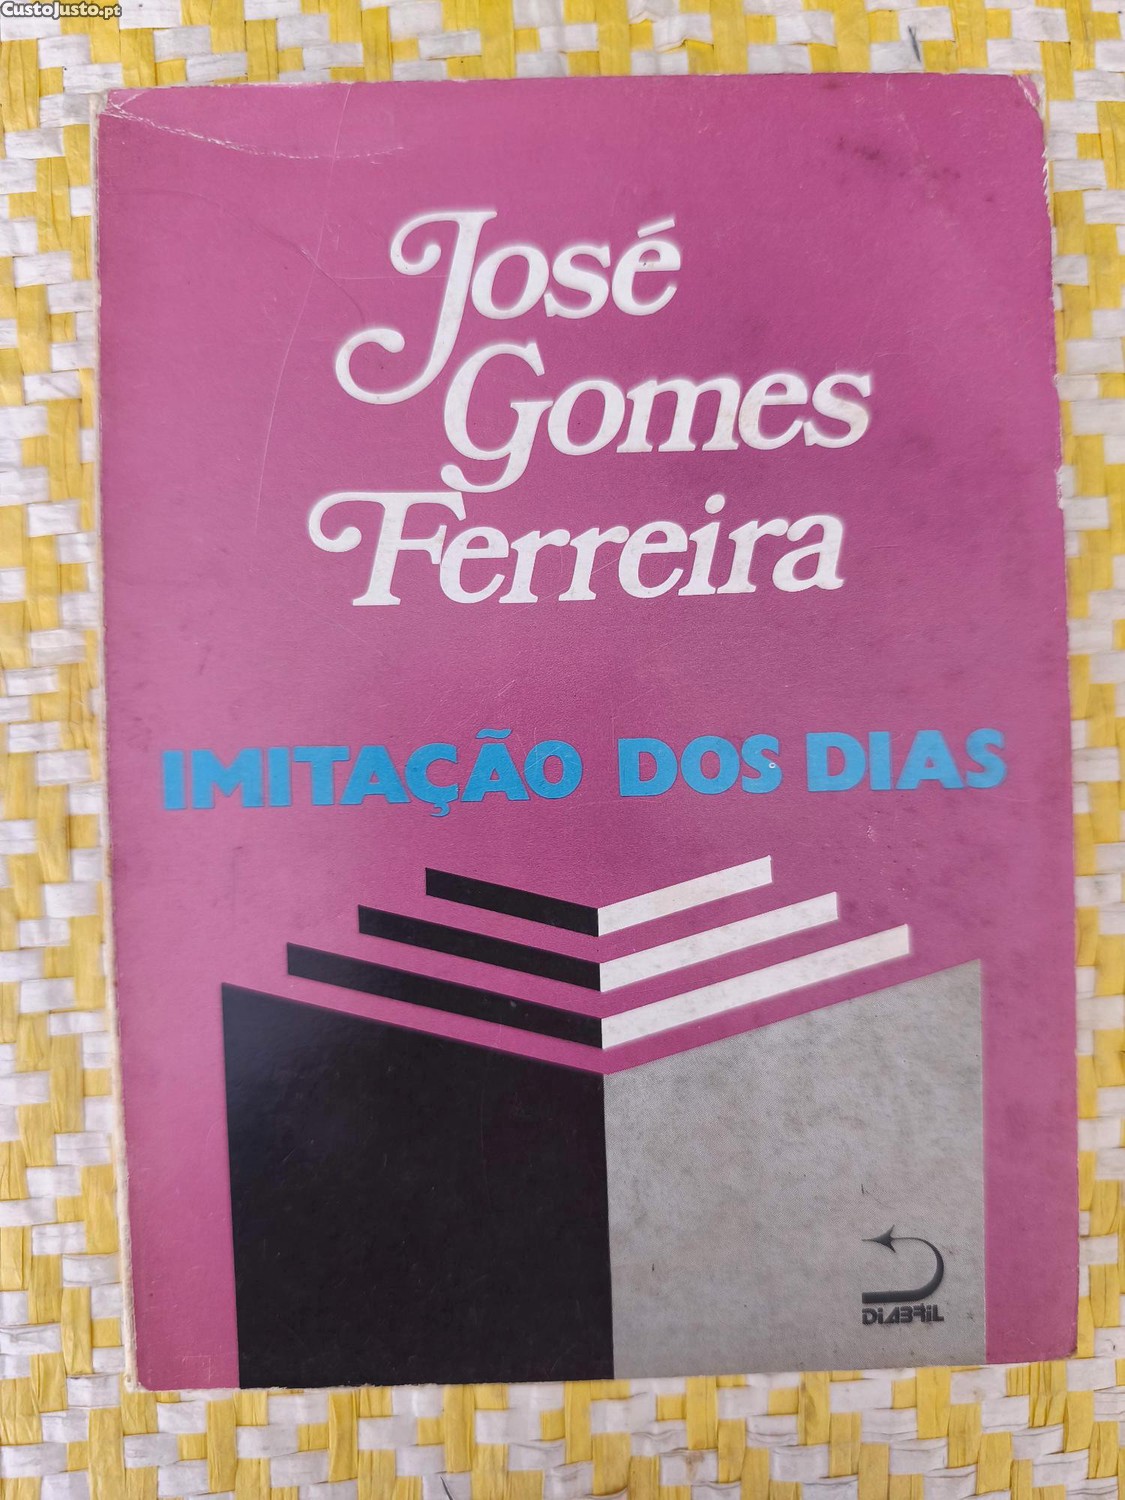 CustoJusto.pt
José
Gomes
Ferreira
IMITAÇÃO DOS DIAS
DIABRIL